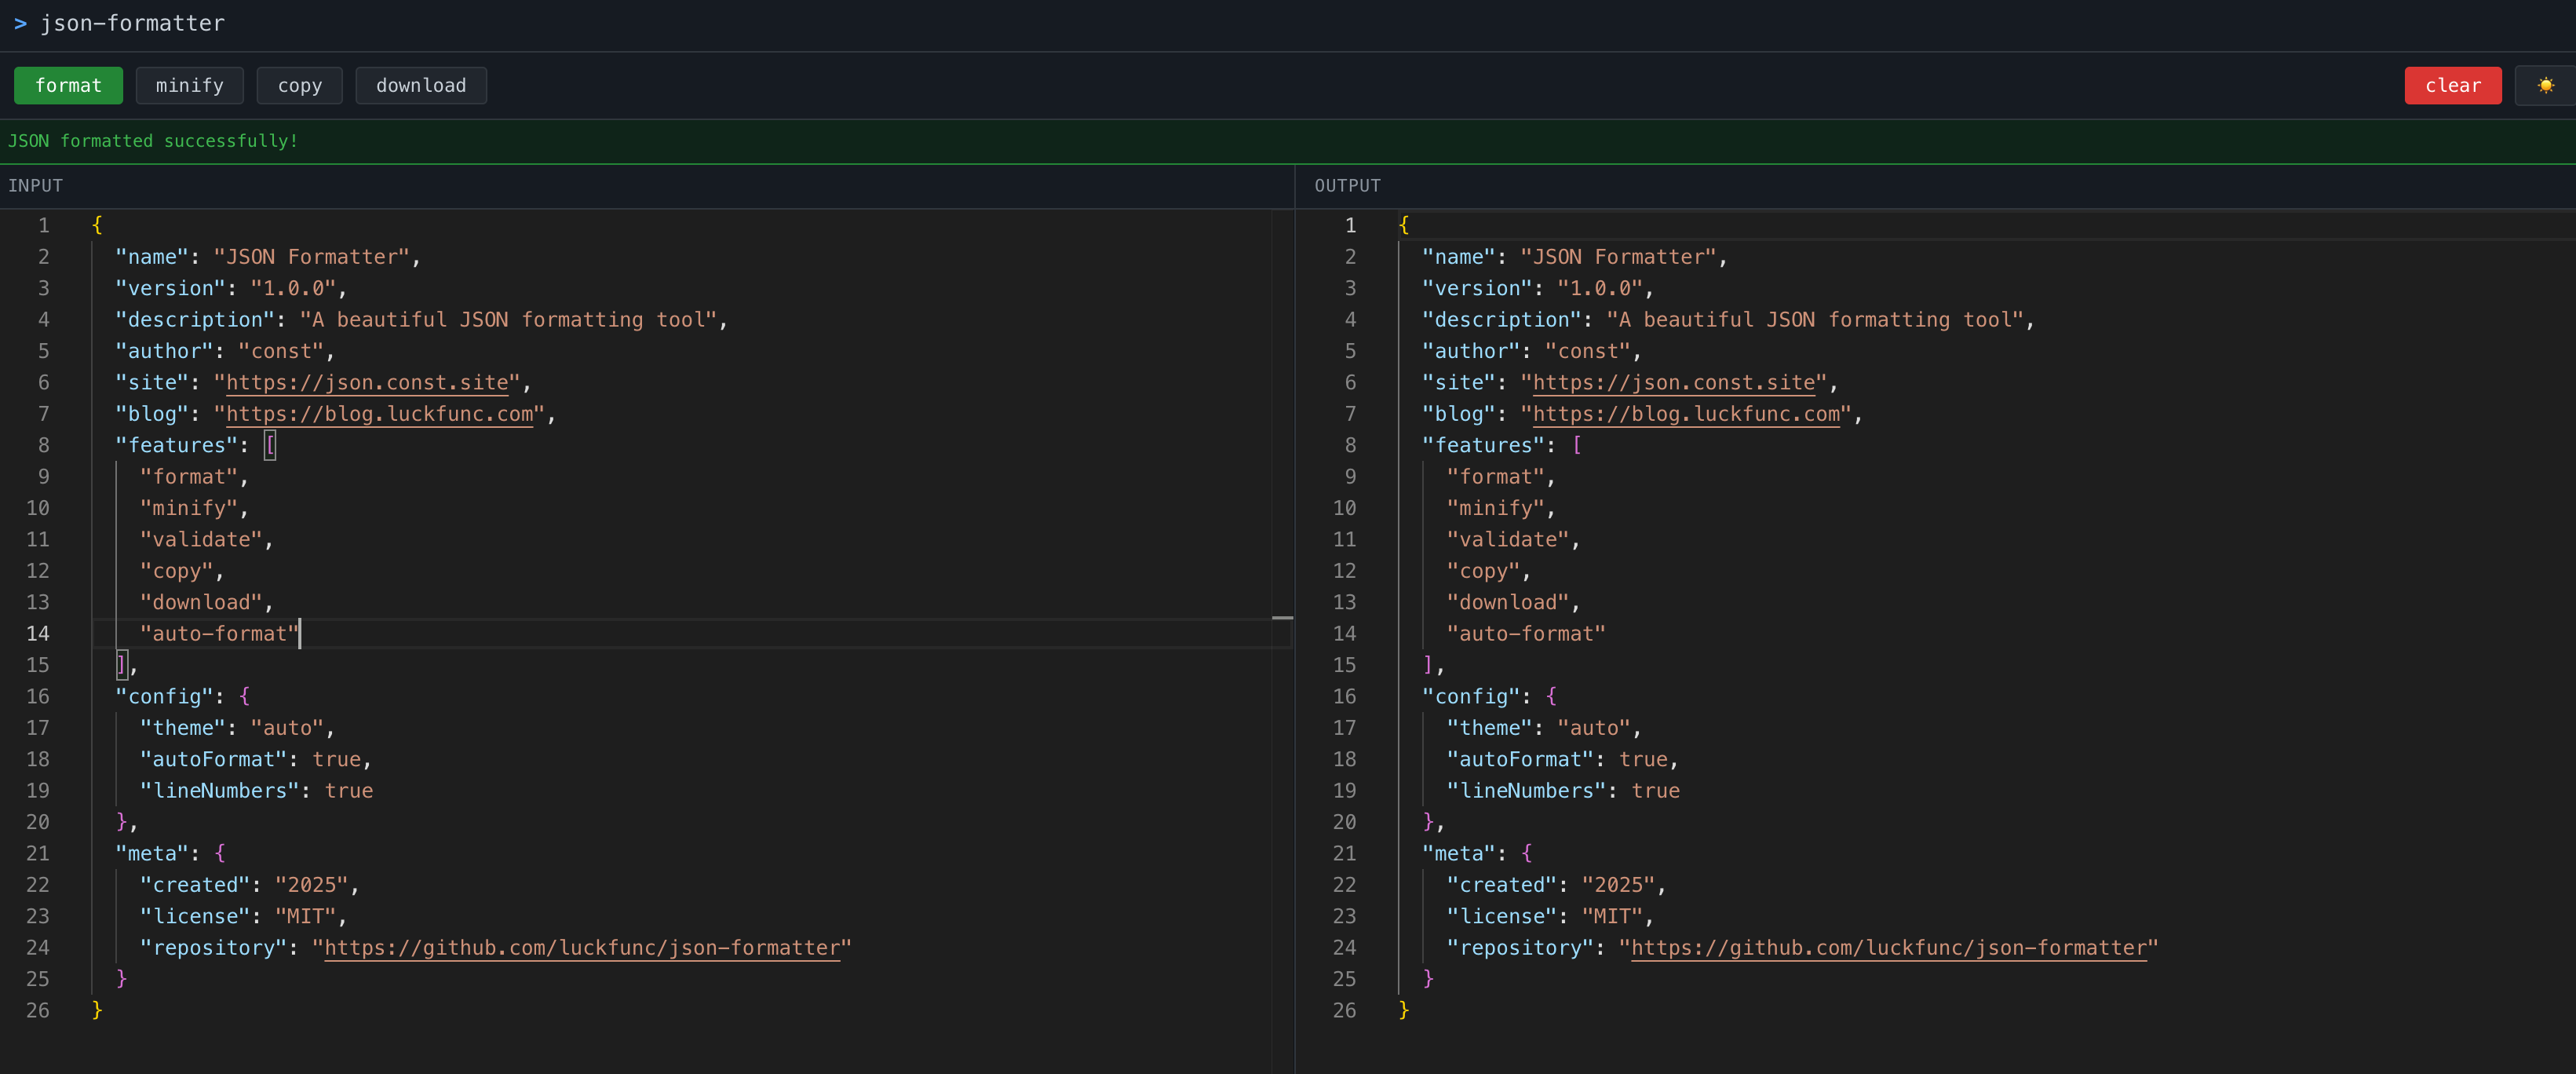 > json-formatter
format minify copy download clear
JSON formatted successfully!
INPUT
1 {
2   "name": "JSON Formatter",
3   "version": "1.0.0",
4   "description": "A beautiful JSON formatting tool",
5   "author": "const",
6   "site": "https://json.const.site",
7   "blog": "https://blog.luckfunc.com",
8   "features": [
9     "format",
10     "minify",
11     "validate",
12     "copy",
13     "download",
14     "auto-format"
15   ],
16   "config": {
17     "theme": "auto",
18     "autoFormat": true,
19     "lineNumbers": true
20   },
21   "meta": {
22     "created": "2025",
23     "license": "MIT",
24     "repository": "https://github.com/luckfunc/json-formatter"
25   }
26 }
OUTPUT
1 {
2   "name": "JSON Formatter",
3   "version": "1.0.0",
4   "description": "A beautiful JSON formatting tool",
5   "author": "const",
6   "site": "https://json.const.site",
7   "blog": "https://blog.luckfunc.com",
8   "features": [
9     "format",
10     "minify",
11     "validate",
12     "copy",
13     "download",
14     "auto-format"
15   ],
16   "config": {
17     "theme": "auto",
18     "autoFormat": true,
19     "lineNumbers": true
20   },
21   "meta": {
22     "created": "2025",
23     "license": "MIT",
24     "repository": "https://github.com/luckfunc/json-formatter"
25   }
26 }